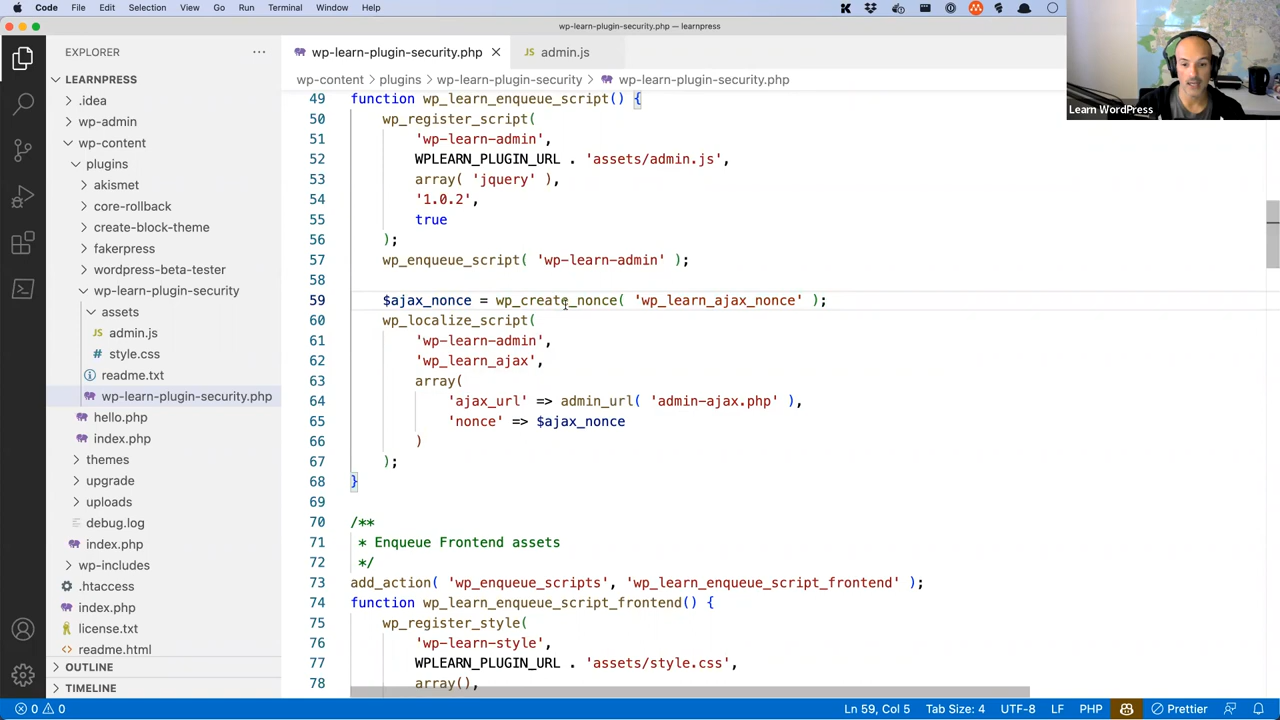 Code File Edit Selection View Go Run Terminal Window Help
wp-learn-plugin-security.php — learnpress
Learn WordPress
EXPLORER
LEARNPRESS
.idea
wp-admin
wp-content
plugins
akismet
core-rollback
create-block-theme
fakerpress
wordpress-beta-tester
wp-learn-plugin-security
assets
admin.js
# style.css
readme.txt
wp-learn-plugin-security.php
hello.php
index.php
themes
upgrade
uploads
debug.log
index.php
wp-includes
.htaccess
index.php
license.txt
readme.html
OUTLINE
TIMELINE
wp-learn-plugin-security.php
JS admin.js
wp-content > plugins > wp-learn-plugin-security > wp-learn-plugin-security.php
49 function wp_learn_enqueue_script() {
50 wp_register_script(
51 'wp-learn-admin',
52 WPLEARN_PLUGIN_URL . 'assets/admin.js',
53 array( 'jquery' ),
54 '1.0.2',
55 true
56 );
57 wp_enqueue_script( 'wp-learn-admin' );
58
59 $ajax_nonce = wp_create_nonce( 'wp_learn_ajax_nonce' );
60 wp_localize_script(
61 'wp-learn-admin',
62 'wp_learn_ajax',
63 array(
64 'ajax_url' => admin_url( 'admin-ajax.php' ),
65 'nonce' => $ajax_nonce
66 )
67 );
68 }
69
70 /**
71 * Enqueue Frontend assets
72 */
73 add_action( 'wp_enqueue_scripts', 'wp_learn_enqueue_script_frontend' );
74 function wp_learn_enqueue_script_frontend() {
75 wp_register_style(
76 'wp-learn-style',
77 WPLEARN_PLUGIN_URL . 'assets/style.css',
78 array(),
0 0 Ln 59, Col 5 Tab Size: 4 UTF-8 LF PHP Prettier